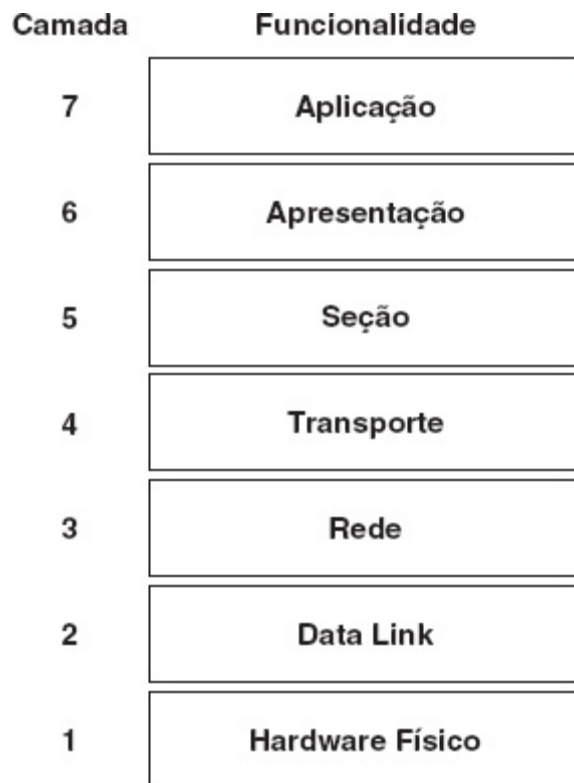 Camada Funcionalidade
7 Aplicação
6 Apresentação
5 Seção
4 Transporte
3 Rede
2 Data Link
1 Hardware Físico